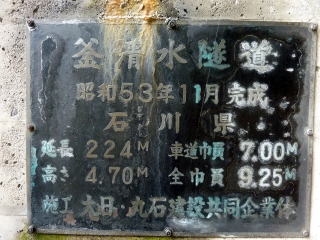 釜清水隧道
昭和53年11月完成
石川県
延長 224M 車道巾員 7.00M
高さ 4.70M 全巾員 9.25M
施工 大日・丸石建設共同企業体